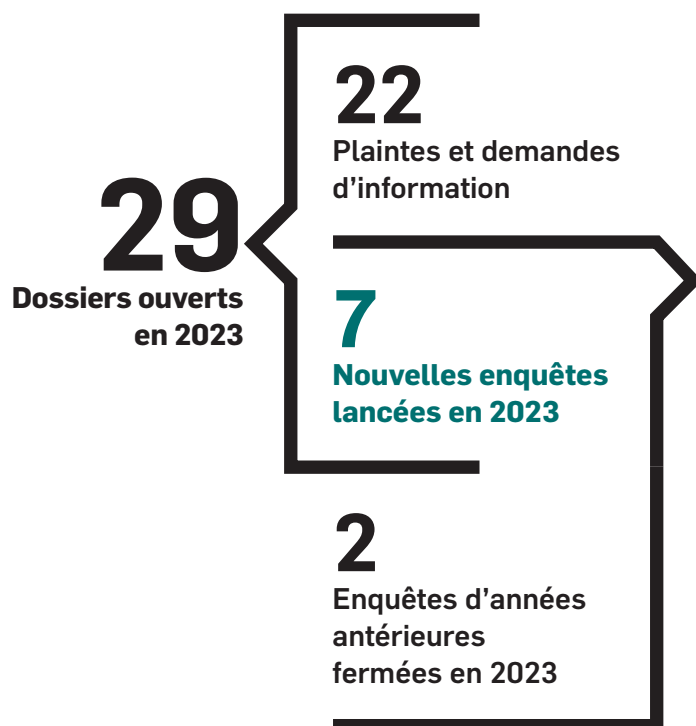 29
Dossiers ouverts
en 2023
22
Plaintes et demandes
d’information
7
Nouvelles enquêtes
lancées en 2023
2
Enquêtes d’années
antérieures
fermées en 2023